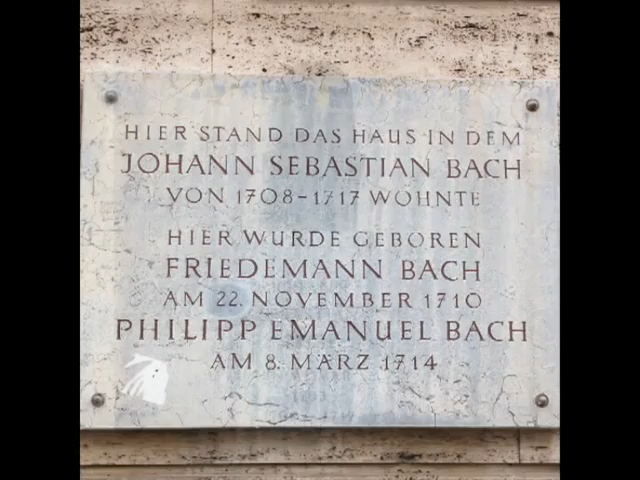 HIER STAND DAS HAUS IN DEM
JOHANN SEBASTIAN BACH
VON 1708-1717 WOHNTE
HIER WURDE GEBOREN
FRIEDEMANN BACH
AM 22. NOVEMBER 1710
PHILIPP EMANUEL BACH
AM 8. MÄRZ 1714